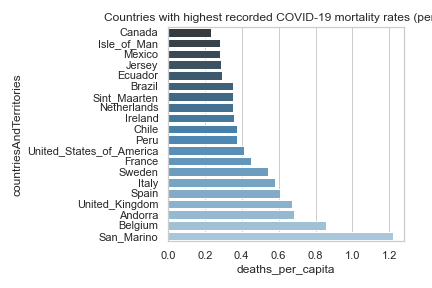 Countries with highest recorded COVID-19 mortality rates (per
countriesAndTerritories
Canada
Isle_of_Man
Mexico
Jersey
Ecuador
Brazil
Sint_Maarten
Netherlands
Ireland
Chile
Peru
United_States_of_America
France
Sweden
Italy
Spain
United_Kingdom
Andorra
Belgium
San_Marino
0.0 0.2 0.4 0.6 0.8 1.0 1.2
deaths_per_capita